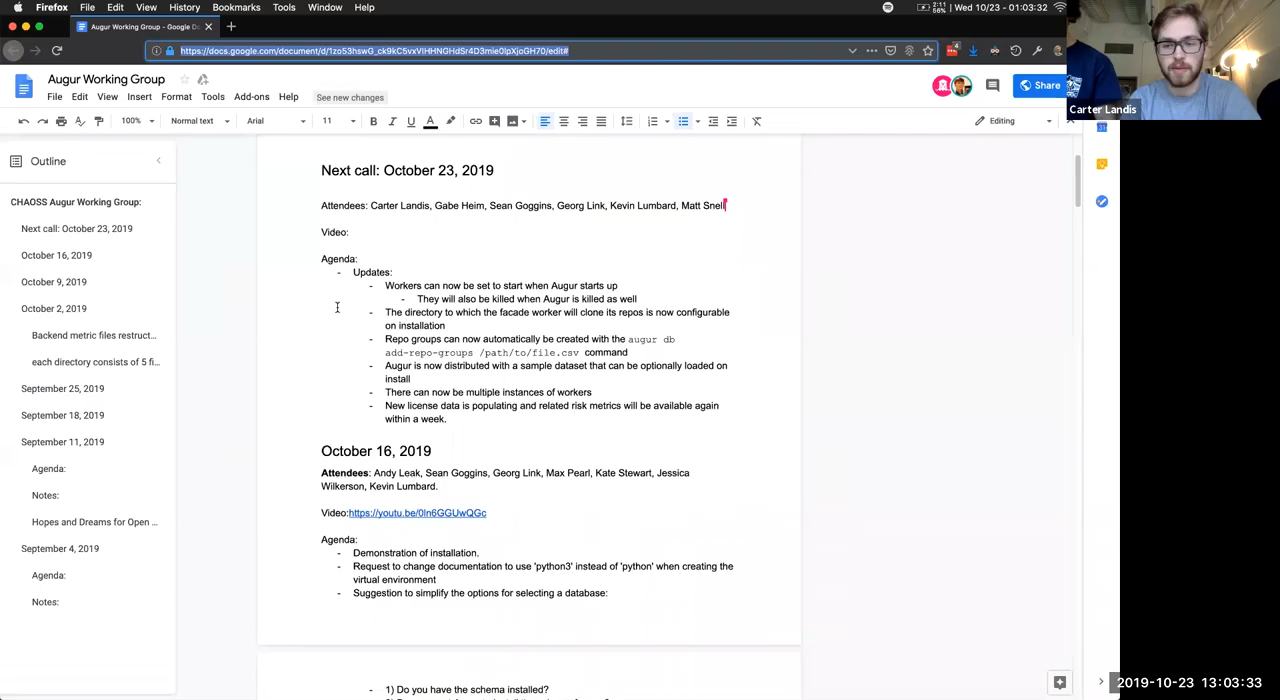 Firefox File Edit View History Bookmarks Tools Window Help
2:11
56%
Wed 10/23 - 01:03:32
Augur Working Group - Google Do
https://docs.google.com/document/d/1zo53hswG_ck9kC5vxVIHHNGHdSr4D3mie0lpXjoGH70/edit#
4
Augur Working Group
File Edit View Insert Format Tools Add-ons Help
See new changes
Share
Carter Landis
100% Normal text Arial 11 Editing
Outline
CHAOSS Augur Working Group:
Next call: October 23, 2019
October 16, 2019
October 9, 2019
October 2, 2019
Backend metric files restruct...
each directory consists of 5 fi...
September 25, 2019
September 18, 2019
September 11, 2019
Agenda:
Notes:
Hopes and Dreams for Open ...
September 4, 2019
Agenda:
Notes:
Next call: October 23, 2019
Attendees: Carter Landis, Gabe Heim, Sean Goggins, Georg Link, Kevin Lumbard, Matt Snell
Video:
Agenda:
- Updates:
- Workers can now be set to start when Augur starts up
- They will also be killed when Augur is killed as well
- The directory to which the facade worker will clone its repos is now configurable
on installation
- Repo groups can now automatically be created with the augur db
add-repo-groups /path/to/file.csv command
- Augur is now distributed with a sample dataset that can be optionally loaded on
install
- There can now be multiple instances of workers
- New license data is populating and related risk metrics will be available again
within a week.
October 16, 2019
Attendees: Andy Leak, Sean Goggins, Georg Link, Max Pearl, Kate Stewart, Jessica
Wilkerson, Kevin Lumbard.
Video:https://youtu.be/0ln6GGUwQGc
Agenda:
- Demonstration of installation.
- Request to change documentation to use 'python3' instead of 'python' when creating the
virtual environment
- Suggestion to simplify the options for selecting a database:
- 1) Do you have the schema installed?
2019-10-23 13:03:33